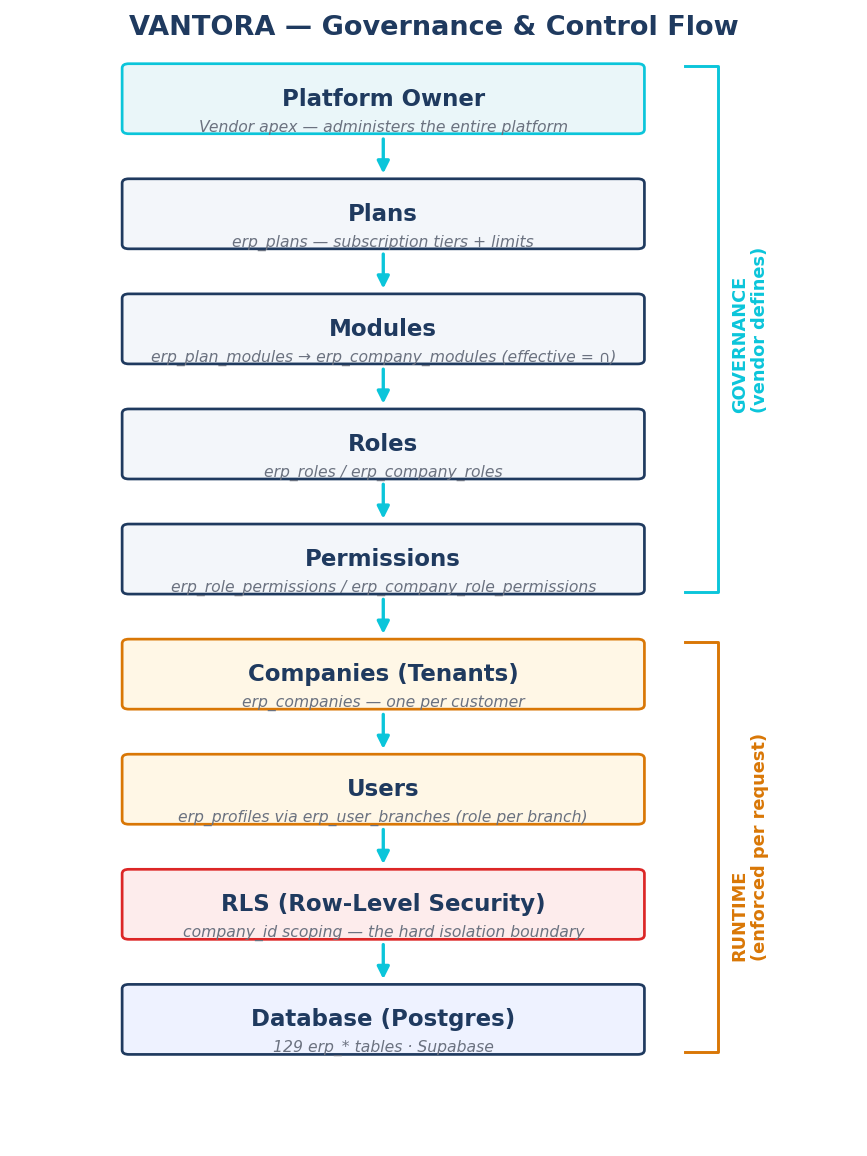 VANTORA — Governance & Control Flow
Platform Owner
Vendor apex — administers the entire platform
Plans
erp_plans — subscription tiers + limits
Modules
erp_plan_modules → erp_company_modules (effective = ∩)
Roles
erp_roles / erp_company_roles
Permissions
erp_role_permissions / erp_company_role_permissions
GOVERNANCE
(vendor defines)
Companies (Tenants)
erp_companies — one per customer
Users
erp_profiles via erp_user_branches (role per branch)
RLS (Row-Level Security)
company_id scoping — the hard isolation boundary
Database (Postgres)
129 erp_* tables · Supabase
RUNTIME
(enforced per request)